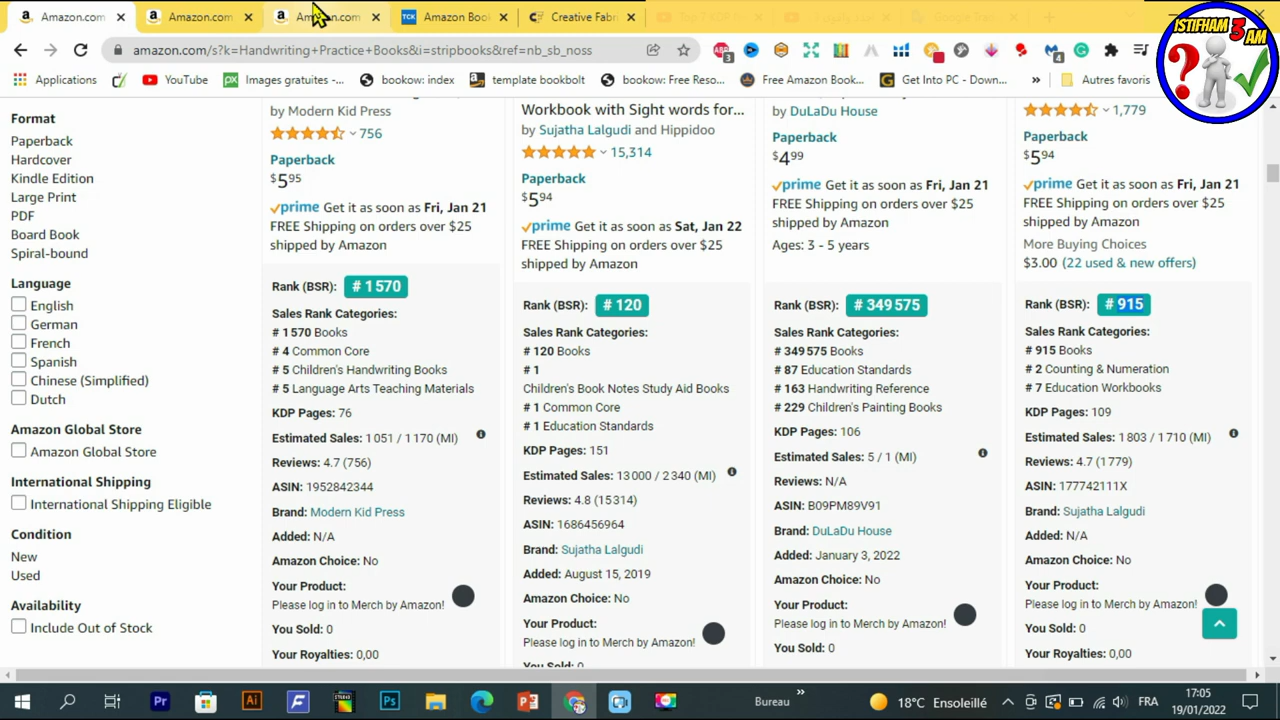 Amazon.com
Amazon.com
Amazon.com
TCK
Amazon Boo
Creative Fabri
amazon.com/s?k=Handwriting+Practice+Books&i=stripbooks&ref=nb_sb_noss
ISTIFHAM 3 AM
Applications
YouTube
Images gratuites -...
bookow: index
template bookbolt
bookow: Free Reso...
Free Amazon Book...
Get Into PC - Down...
Autres favoris
Format
Paperback
Hardcover
Kindle Edition
Large Print
PDF
Board Book
Spiral-bound
Language
English
German
French
Spanish
Chinese (Simplified)
Dutch
Amazon Global Store
Amazon Global Store
International Shipping
International Shipping Eligible
Condition
New
Used
Availability
Include Out of Stock
by Modern Kid Press
756
Paperback
$5 95
prime Get it as soon as Fri, Jan 21
FREE Shipping on orders over $25
shipped by Amazon
Rank (BSR): # 1 570
Sales Rank Categories:
# 1 570 Books
# 4 Common Core
# 5 Children's Handwriting Books
# 5 Language Arts Teaching Materials
KDP Pages: 76
Estimated Sales: 1 051 / 1 170 (MI)
Reviews: 4.7 (756)
ASIN: 1952842344
Brand: Modern Kid Press
Added: N/A
Amazon Choice: No
Your Product:
Please log in to Merch by Amazon!
You Sold: 0
Your Royalties: 0,00
Workbook with Sight words for...
by Sujatha Lalgudi and Hippidoo
15,314
Paperback
$5 94
prime Get it as soon as Sat, Jan 22
FREE Shipping on orders over $25
shipped by Amazon
Rank (BSR): # 120
Sales Rank Categories:
# 120 Books
# 1
Children's Book Notes Study Aid Books
# 1 Common Core
# 1 Education Standards
KDP Pages: 151
Estimated Sales: 13 000 / 2 340 (MI)
Reviews: 4.8 (15 314)
ASIN: 1686456964
Brand: Sujatha Lalgudi
Added: August 15, 2019
Amazon Choice: No
Your Product:
Please log in to Merch by Amazon!
You Sold: 0
by DuLaDu House
Paperback
$4 99
prime Get it as soon as Fri, Jan 21
FREE Shipping on orders over $25
shipped by Amazon
Ages: 3 - 5 years
Rank (BSR): # 349 575
Sales Rank Categories:
# 349 575 Books
# 87 Education Standards
# 163 Handwriting Reference
# 229 Children's Painting Books
KDP Pages: 106
Estimated Sales: 5 / 1 (MI)
Reviews: N/A
ASIN: B09PM89V91
Brand: DuLaDu House
Added: January 3, 2022
Amazon Choice: No
Your Product:
Please log in to Merch by Amazon!
You Sold: 0
1,779
Paperback
$5 94
prime Get it as soon as Fri, Jan 21
FREE Shipping on orders over $25
shipped by Amazon
More Buying Choices
$3.00 (22 used & new offers)
Rank (BSR): # 915
Sales Rank Categories:
# 915 Books
# 2 Counting & Numeration
# 7 Education Workbooks
KDP Pages: 109
Estimated Sales: 1 803 / 1 710 (MI)
Reviews: 4.7 (1 779)
ASIN: 177742111X
Brand: Sujatha Lalgudi
Added: N/A
Amazon Choice: No
Your Product:
Please log in to Merch by Amazon!
You Sold: 0
Your Royalties: 0,00
Bureau
18°C Ensoleillé
FRA
17:05
19/01/2022